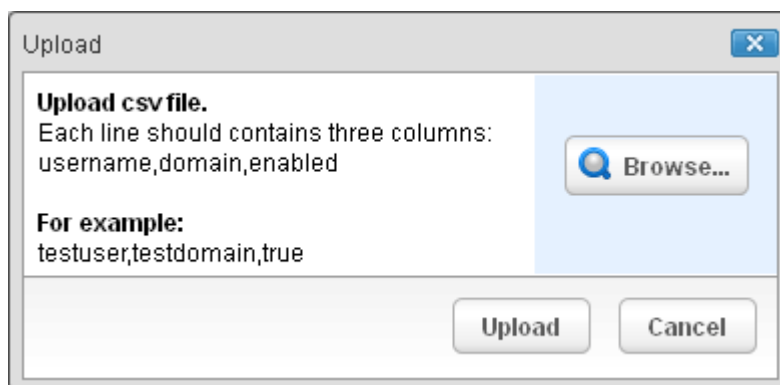 Upload
Upload csv file.
Each line should contains three columns:
username,domain,enabled
Browse...
For example:
testuser,testdomain,true
Upload
Cancel